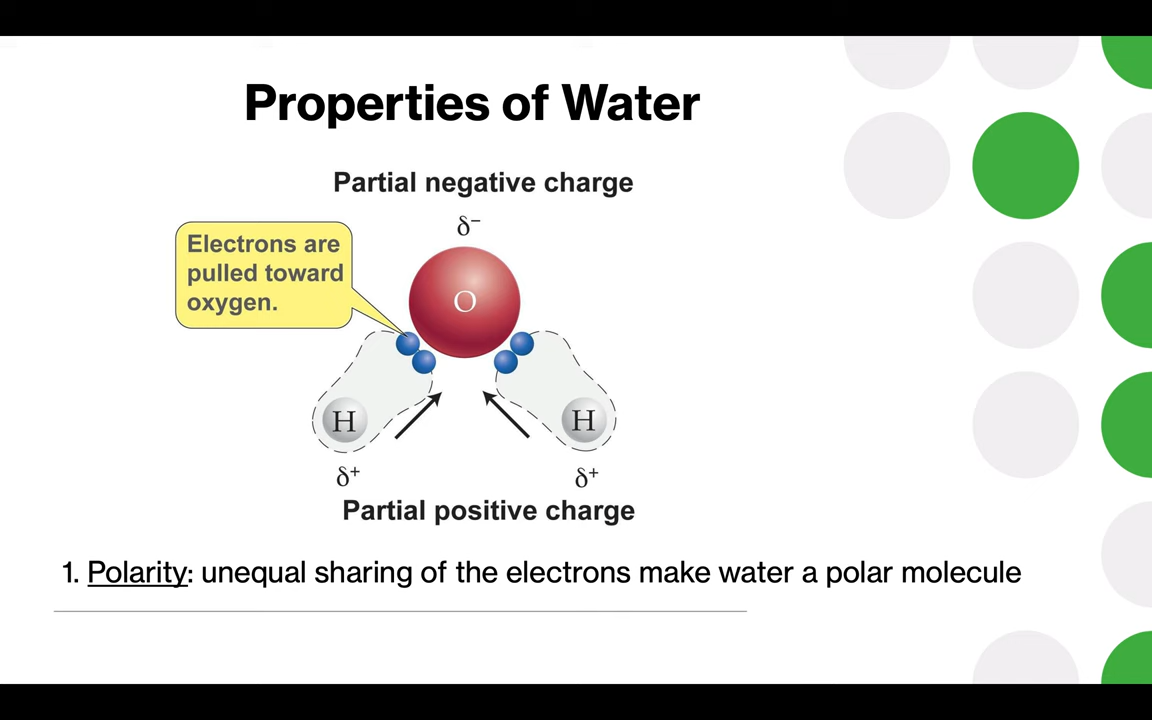 Properties of Water
Partial negative charge
δ⁻
Electrons are
pulled toward
oxygen.
O
H
H
δ⁺
δ⁺
Partial positive charge
1. Polarity: unequal sharing of the electrons make water a polar molecule